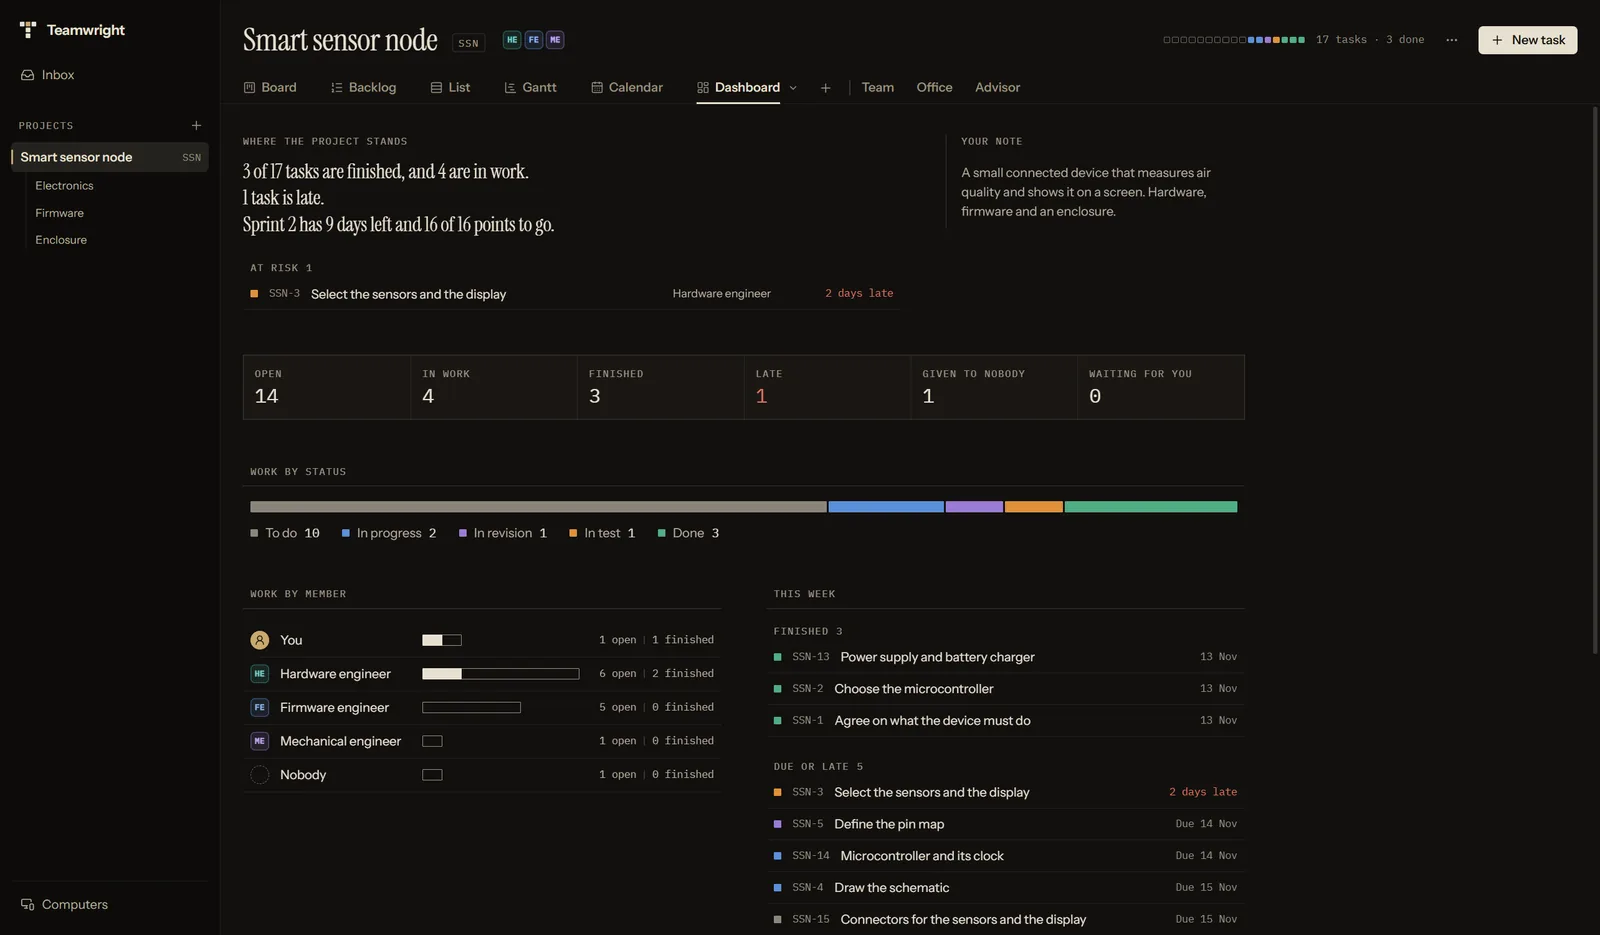 Teamwright
Inbox
PROJECTS
Smart sensor node SSN
Electronics
Firmware
Enclosure
Computers
Smart sensor node SSN HE FE ME
17 tasks · 3 done
New task
Board Backlog List Gantt Calendar Dashboard Team Office Advisor
WHERE THE PROJECT STANDS
3 of 17 tasks are finished, and 4 are in work.
1 task is late.
Sprint 2 has 9 days left and 16 of 16 points to go.
YOUR NOTE
A small connected device that measures air
quality and shows it on a screen. Hardware,
firmware and an enclosure.
AT RISK 1
SSN-3 Select the sensors and the display Hardware engineer 2 days late
OPEN IN WORK FINISHED LATE GIVEN TO NOBODY WAITING FOR YOU
14 4 3 1 1 0
WORK BY STATUS
To do 10 In progress 2 In revision 1 In test 1 Done 3
WORK BY MEMBER
You 1 open | 1 finished
HE Hardware engineer 6 open | 2 finished
FE Firmware engineer 5 open | 0 finished
ME Mechanical engineer 1 open | 0 finished
Nobody 1 open | 0 finished
THIS WEEK
FINISHED 3
SSN-13 Power supply and battery charger 13 Nov
SSN-2 Choose the microcontroller 13 Nov
SSN-1 Agree on what the device must do 13 Nov
DUE OR LATE 5
SSN-3 Select the sensors and the display 2 days late
SSN-5 Define the pin map Due 14 Nov
SSN-14 Microcontroller and its clock Due 14 Nov
SSN-4 Draw the schematic Due 15 Nov
SSN-15 Connectors for the sensors and the display Due 15 Nov